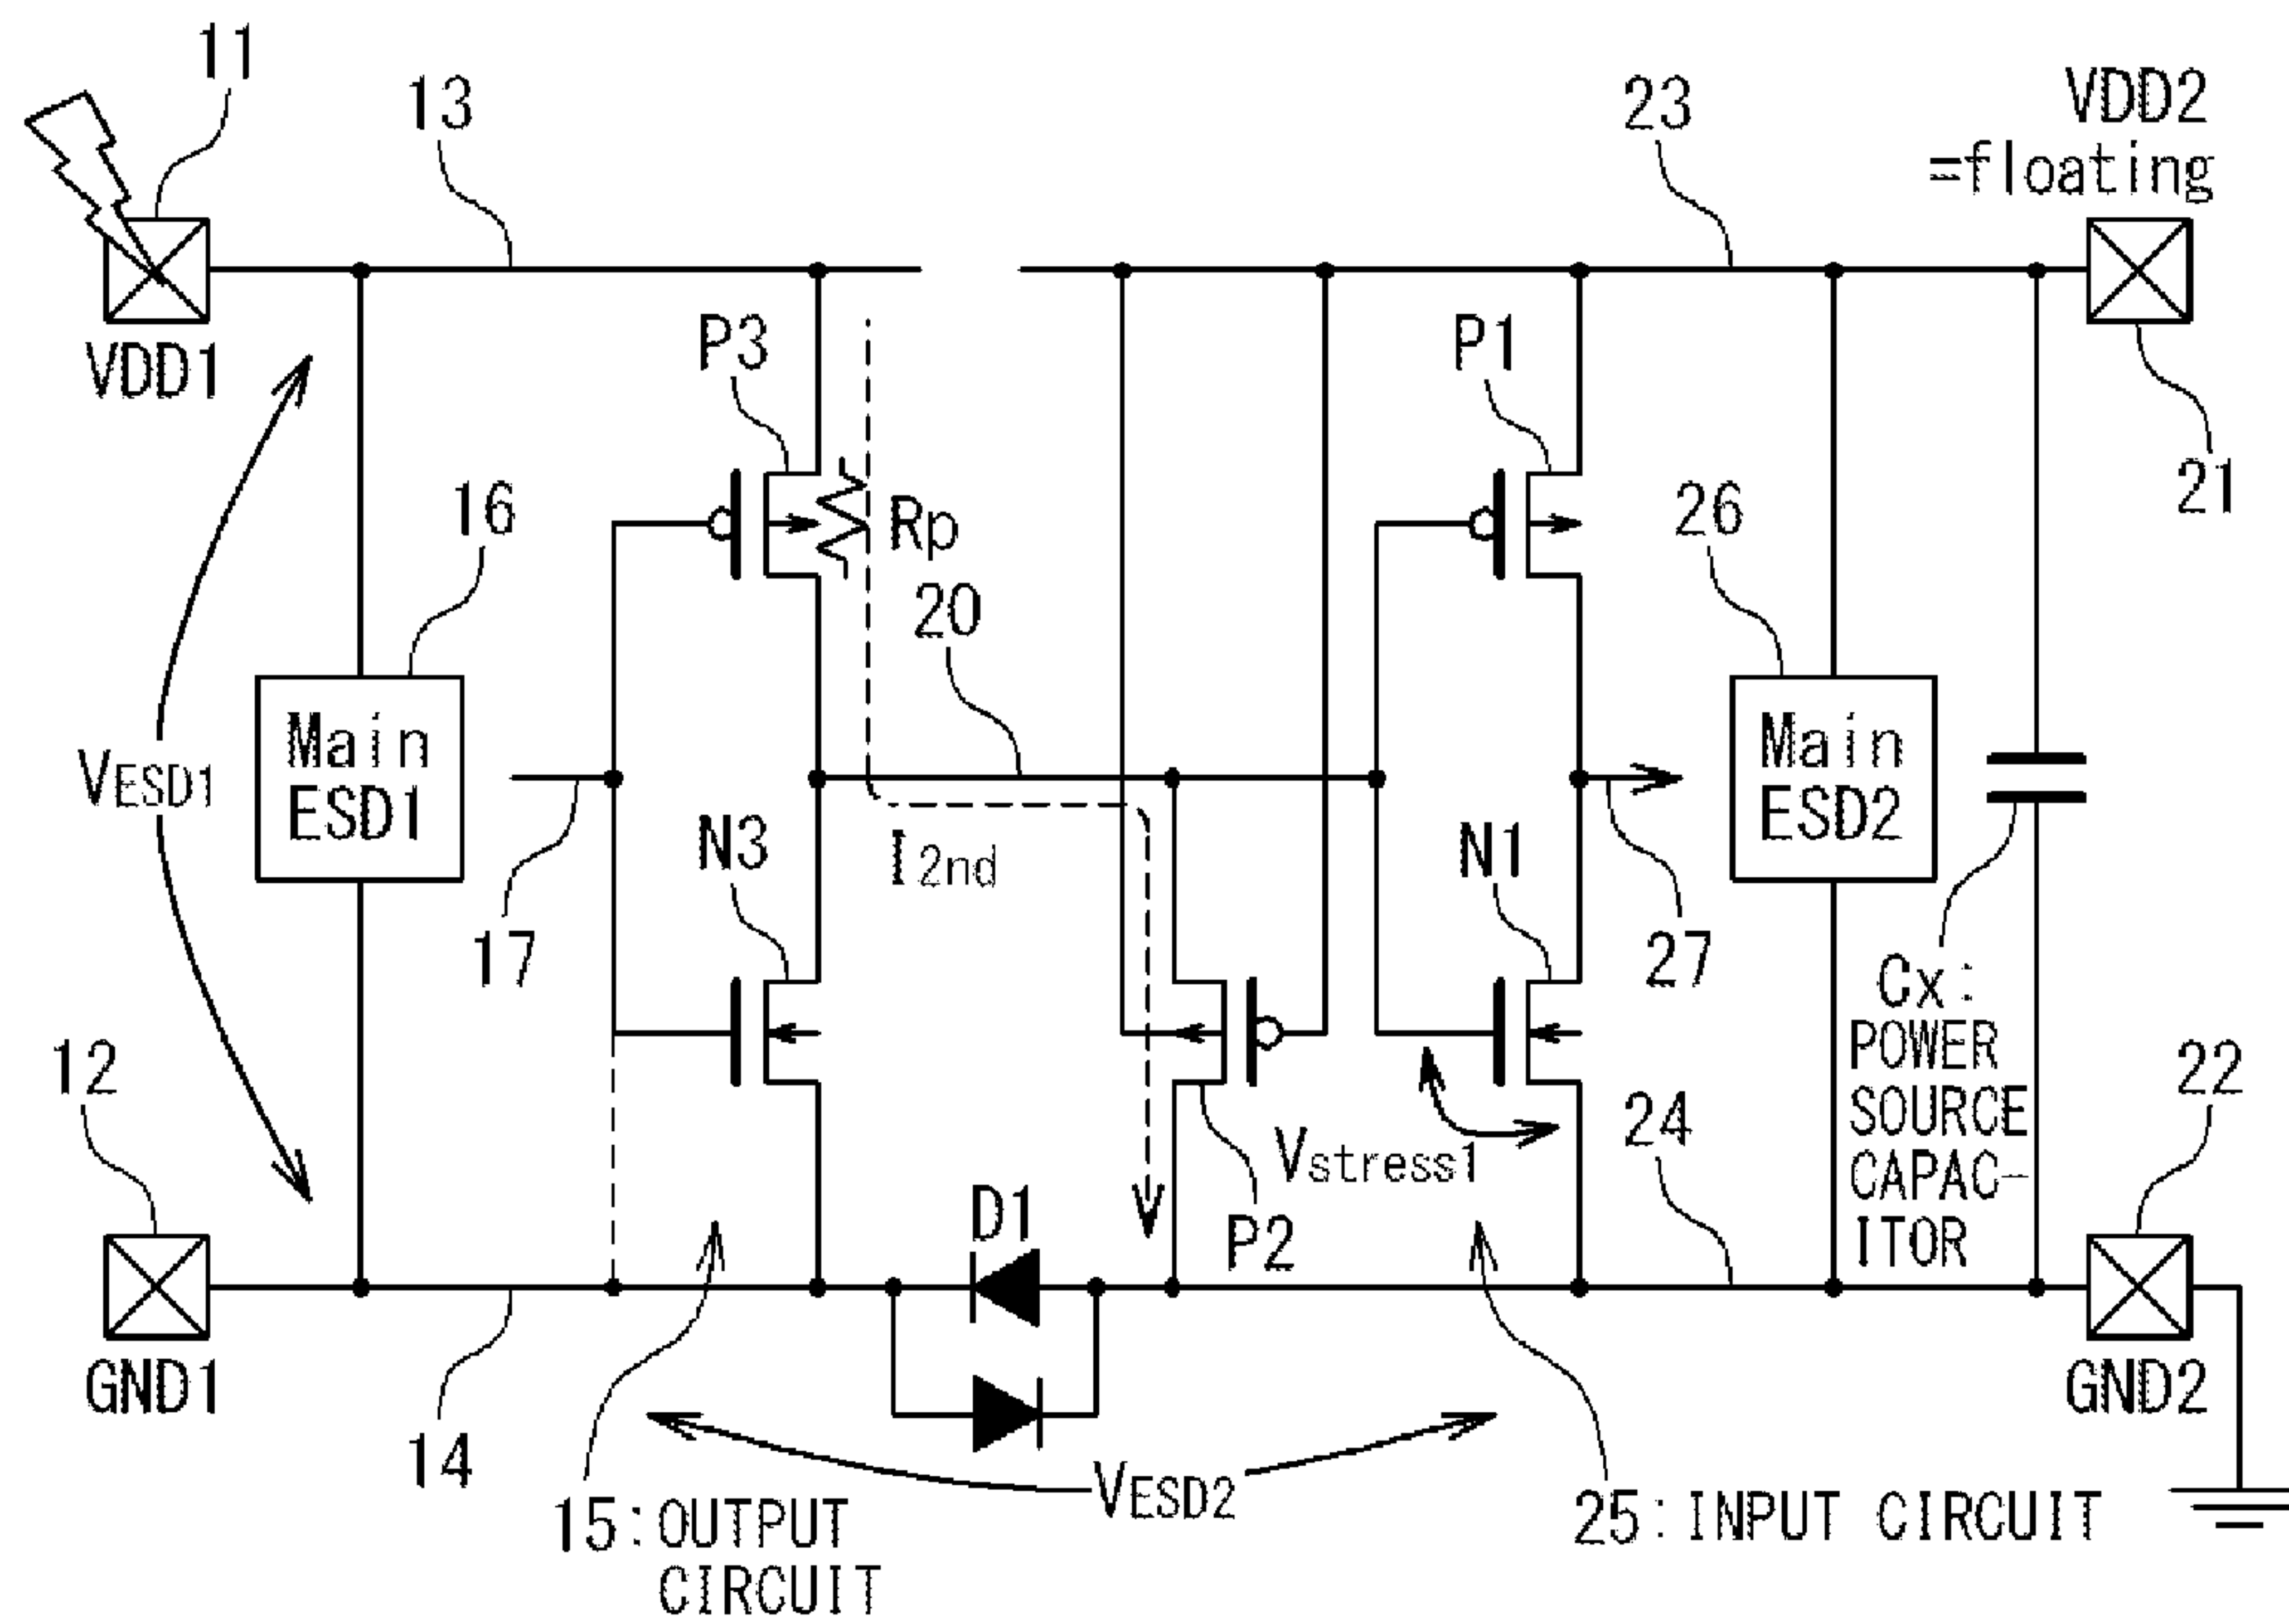 11
13
23
VDD2
=floating
VDD1
P3
P1
21
16
Rp
26
20
Main
ESD1
VESD1
Main
ESD2
N3
I2nd
N1
17
27
Cx:
POWER
SOURCE
CAPAC-
ITOR
12
22
24
Vstress1
D1
P2
GND1
GND2
14
VESD2
15:OUTPUT
CIRCUIT
25:INPUT CIRCUIT